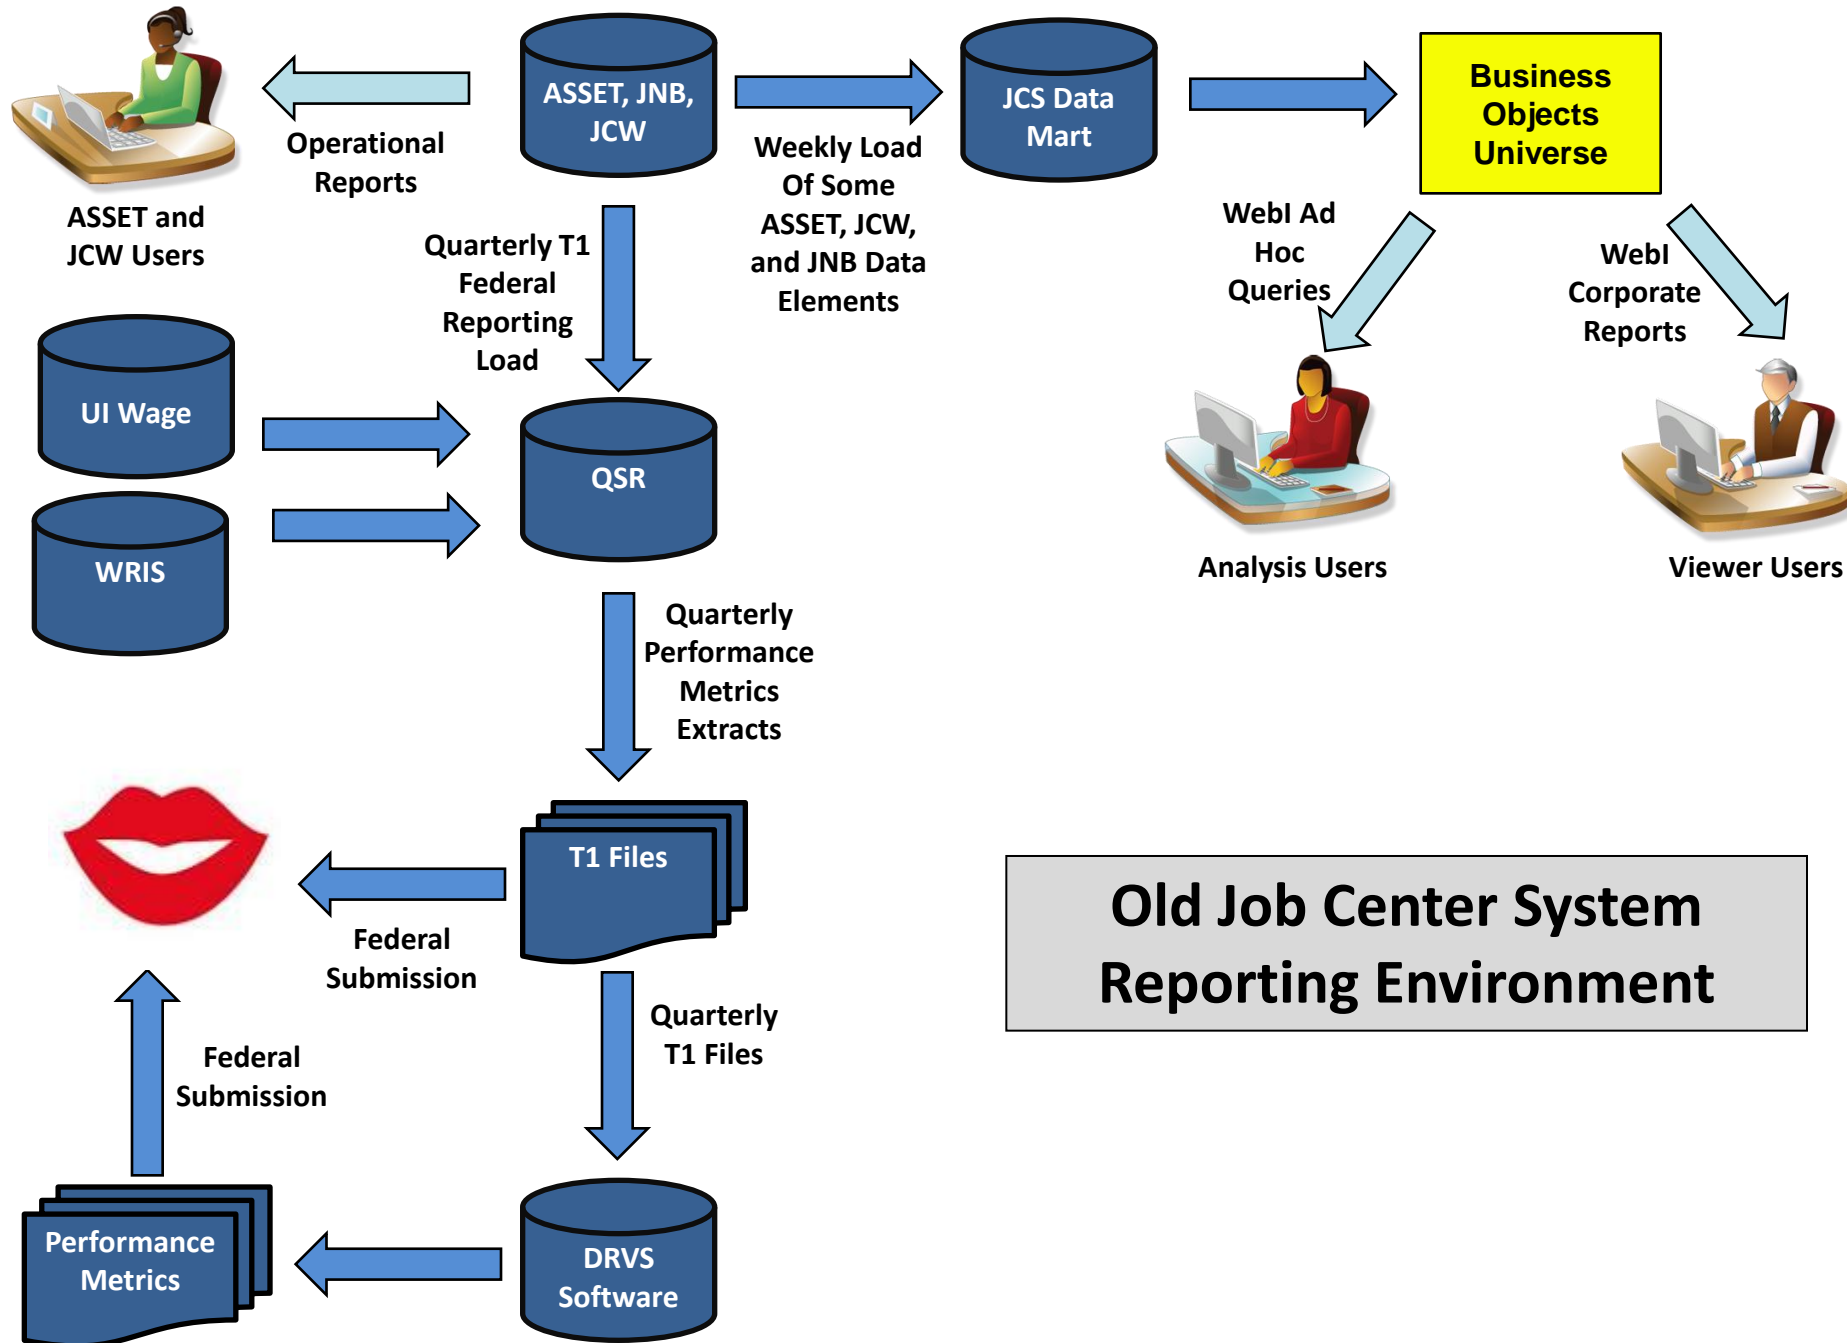 ASSET, JNB,
JCW
JCS Data
Mart
Business
Objects
Universe
Operational
Reports
Weekly Load
Of Some
ASSET, JCW,
and JNB Data
Elements
ASSET and
JCW Users
Quarterly T1
Federal
Reporting
Load
WebI Ad
Hoc
Queries
WebI
Corporate
Reports
UI Wage
QSR
WRIS
Analysis Users
Viewer Users
Quarterly
Performance
Metrics
Extracts
T1 Files
Federal
Submission
Old Job Center System
Reporting Environment
Quarterly
T1 Files
Federal
Submission
Performance
Metrics
DRVS
Software